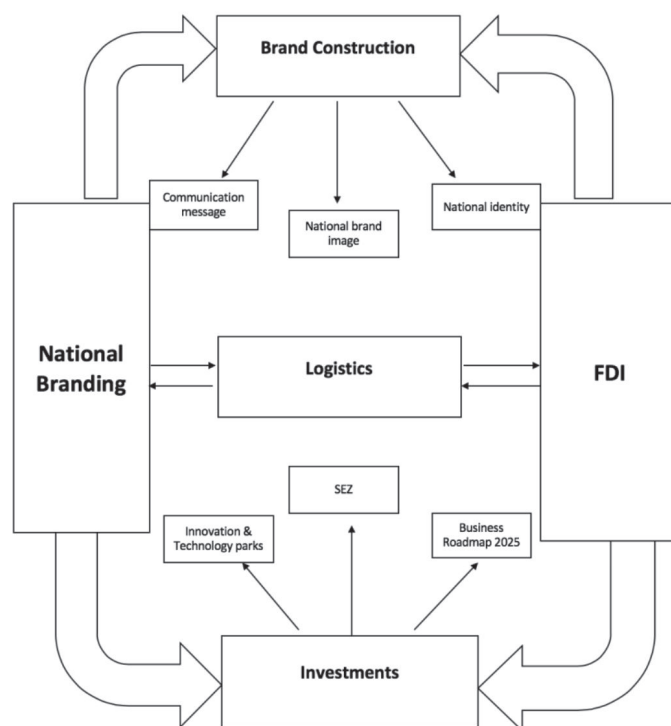 Brand Construction
Communication
message
National brand
image
National identity
National
Branding
Logistics
FDI
SEZ
Innovation &
Technology parks
Business
Roadmap 2025
Investments